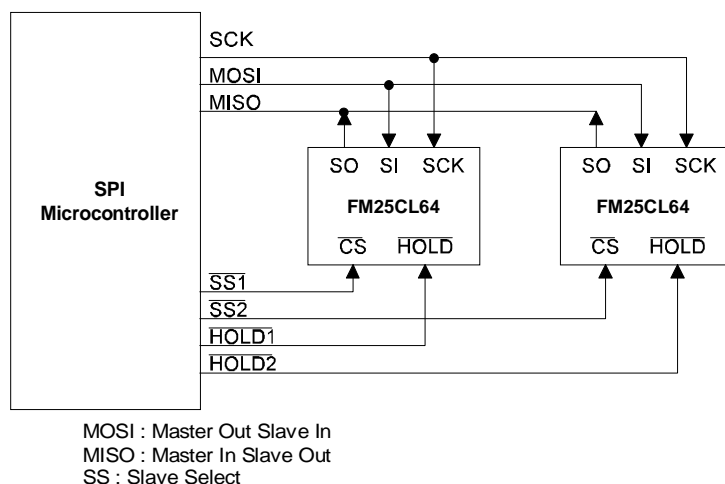 SCK
MOSI
MISO
SO SI SCK
SO SI SCK
SPI
Microcontroller
FM25CL64
FM25CL64
CS HOLD
CS HOLD
SS1
SS2
HOLD1
HOLD2
MOSI : Master Out Slave In
MISO : Master In Slave Out
SS : Slave Select